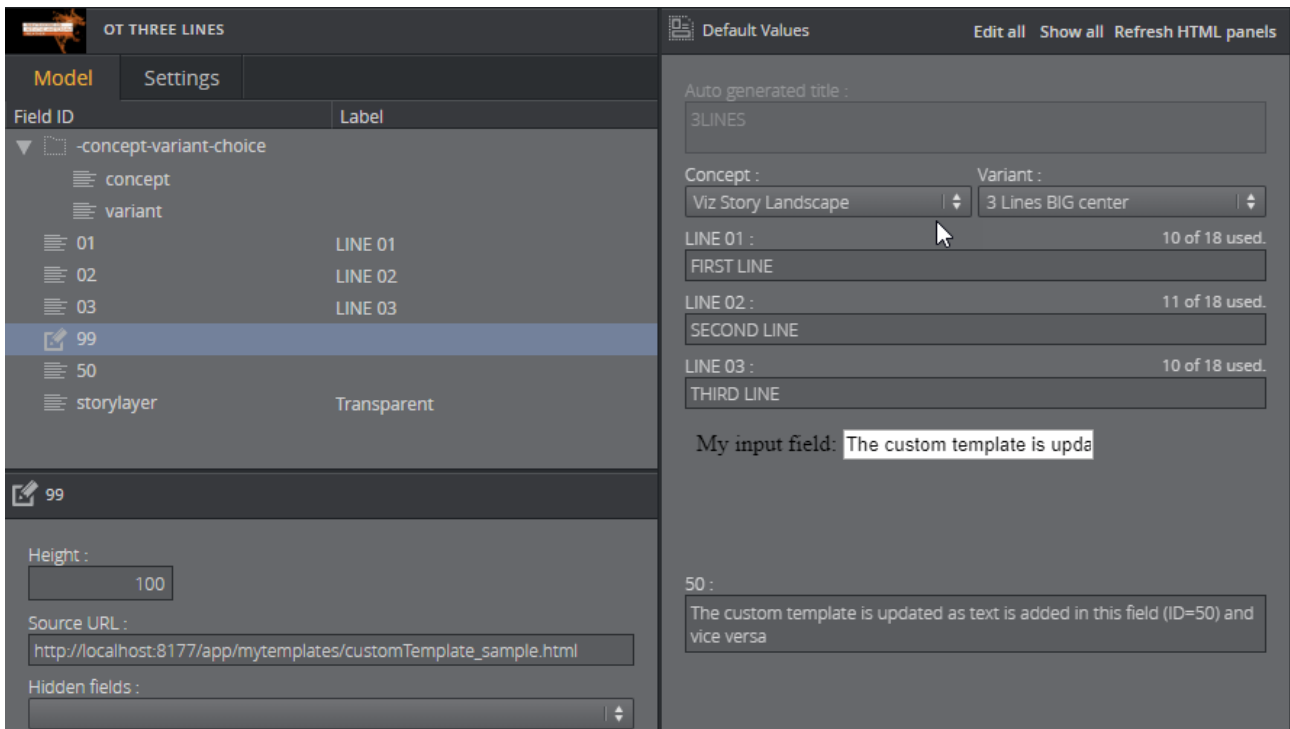 OT THREE LINES
Model Settings
Field ID Label
-concept-variant-choice
concept
variant
01 LINE 01
02 LINE 02
03 LINE 03
99
50
storylayer Transparent
99
Height :
100
Source URL :
http://localhost:8177/app/mytemplates/customTemplate_sample.html
Hidden fields :
Default Values Edit all Show all Refresh HTML panels
Auto generated title :
3LINES
Concept : Variant :
Viz Story Landscape 3 Lines BIG center
LINE 01 : 10 of 18 used.
FIRST LINE
LINE 02 : 11 of 18 used.
SECOND LINE
LINE 03 : 10 of 18 used.
THIRD LINE
My input field: The custom template is upda
50 :
The custom template is updated as text is added in this field (ID=50) and
vice versa